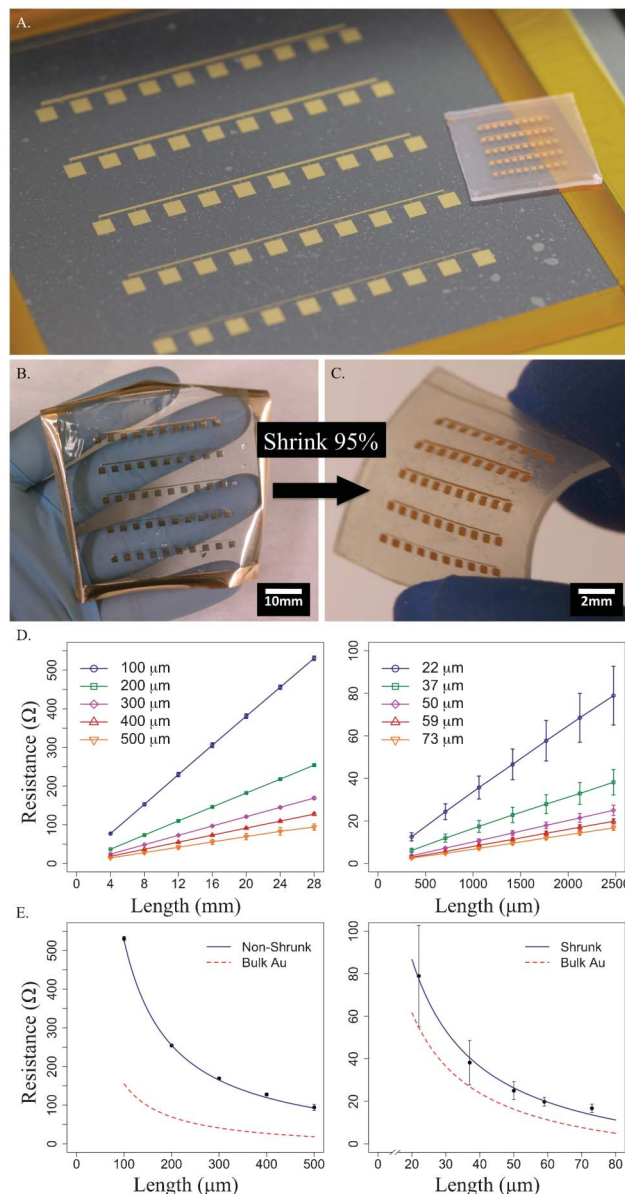 A.
B.
C.
Shrink 95%
10mm
2mm
D.
Resistance (Ω)
500
400
300
200
100
0
100 μm
200 μm
300 μm
400 μm
500 μm
0 4 8 12 16 20 24 28
Length (mm)
100
80
60
40
20
0
22 μm
37 μm
50 μm
59 μm
73 μm
0 500 1000 1500 2000 2500
Length (μm)
E.
Resistance (Ω)
500
400
300
200
100
0
Non-Shrunk
Bulk Au
0 100 200 300 400 500
Length (μm)
100
80
60
40
20
0
Shrunk
Bulk Au
0 20 30 40 50 60 70 80
Length (μm)